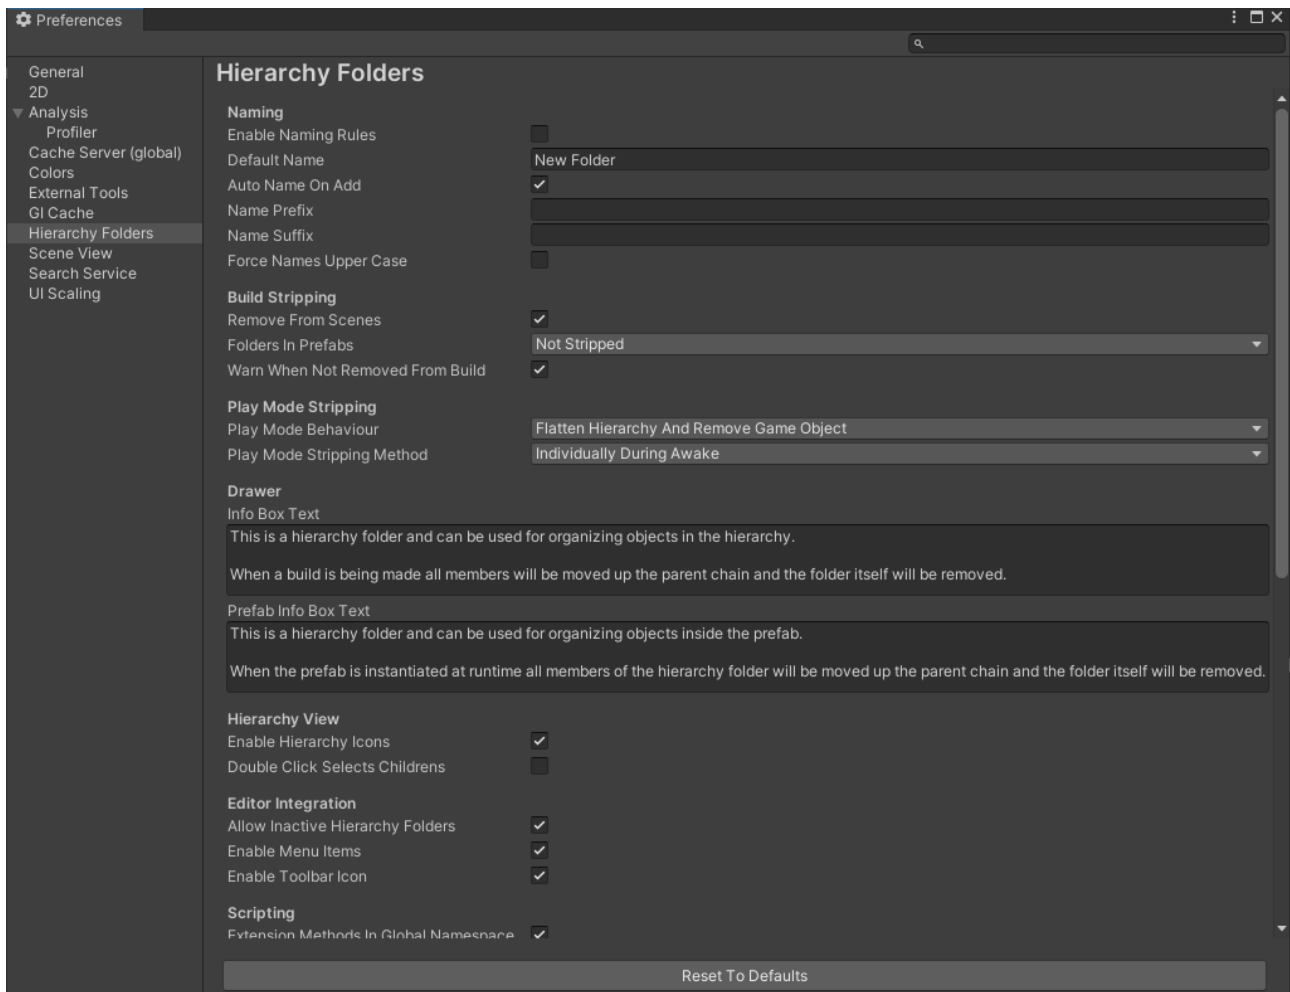 Preferences
General
2D
Analysis
Profiler
Cache Server (global)
Colors
External Tools
GI Cache
Hierarchy Folders
Scene View
Search Service
UI Scaling
Hierarchy Folders
Naming
Enable Naming Rules
Default Name New Folder
Auto Name On Add
Name Prefix
Name Suffix
Force Names Upper Case
Build Stripping
Remove From Scenes
Folders In Prefabs Not Stripped
Warn When Not Removed From Build
Play Mode Stripping
Play Mode Behaviour Flatten Hierarchy And Remove Game Object
Play Mode Stripping Method Individually During Awake
Drawer
Info Box Text
This is a hierarchy folder and can be used for organizing objects in the hierarchy.
When a build is being made all members will be moved up the parent chain and the folder itself will be removed.
Prefab Info Box Text
This is a hierarchy folder and can be used for organizing objects inside the prefab.
When the prefab is instantiated at runtime all members of the hierarchy folder will be moved up the parent chain and the folder itself will be removed.
Hierarchy View
Enable Hierarchy Icons
Double Click Selects Childrens
Editor Integration
Allow Inactive Hierarchy Folders
Enable Menu Items
Enable Toolbar Icon
Scripting
Extension Methods In Global Namespace
Reset To Defaults